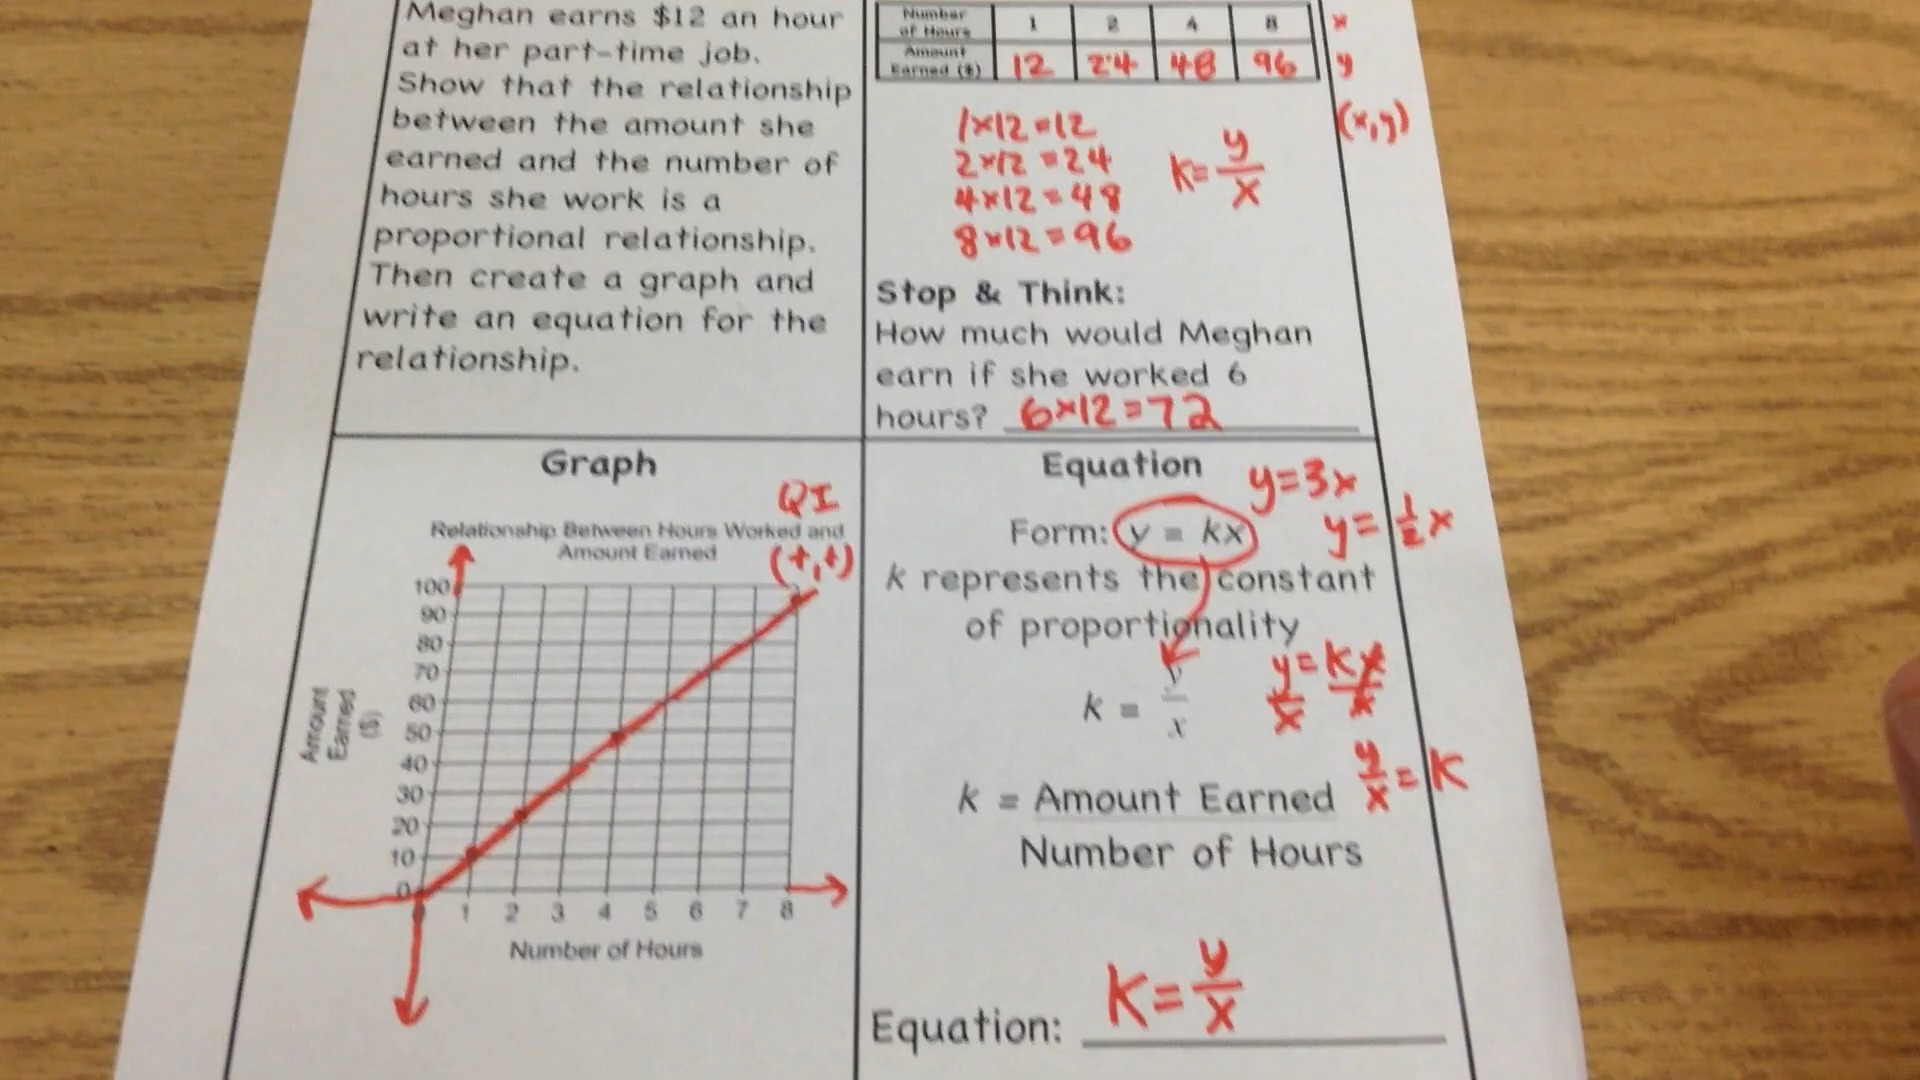 Meghan earns $12 an hour
at her part-time job.
Show that the relationship
between the amount she
earned and the number of
hours she work is a
proportional relationship.
Then create a graph and
write an equation for the
relationship.
Number of Hours 1 2 4 8 x
Amount Earned ($) 12 24 48 96 y
(x,y)
1×12=12
2×12=24
4×12=48
8×12=96
k=y/x
Stop & Think:
How much would Meghan
earn if she worked 6
hours? 6×12=72
Graph
QI
Relationship Between Hours Worked and
Amount Earned
(+,+)
100
90
80
70
60
50
40
30
20
10
0
Amount
Earned
($)
0 1 2 3 4 5 6 7 8
Number of Hours
Equation
y=3x
Form: y = kx
y=1/2x
k represents the constant
of proportionality
k = y/x
y/x=kx/x
y/x=K
k = Amount Earned
Number of Hours
Equation: K=y/x